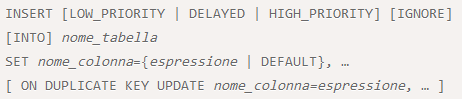 INSERT [LOW_PRIORITY | DELAYED | HIGH_PRIORITY] [IGNORE]
[INTO] nome_tabella
SET nome_colonna={espressione | DEFAULT}, …
[ ON DUPLICATE KEY UPDATE nome_colonna=espressione, … ]